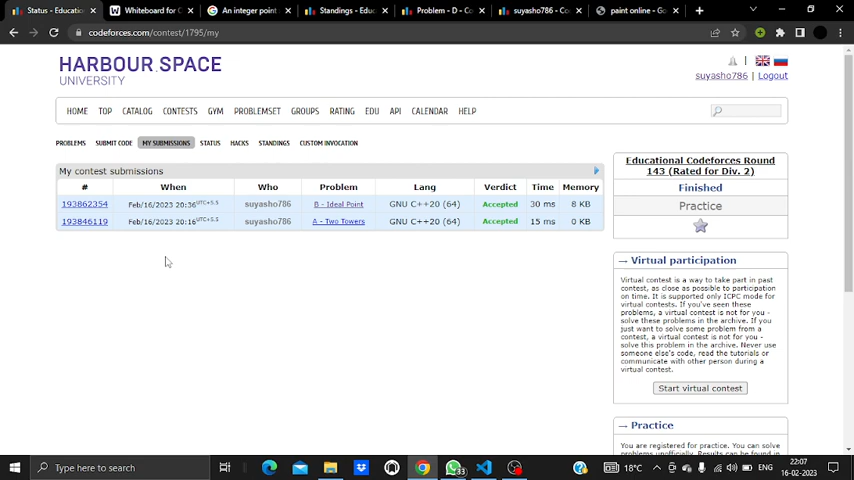 Status - Educatio
Whiteboard for C
An integer point
Standings - Educ
Problem - D - Co
suyasho786 - Co
paint online - Go
codeforces.com/contest/1795/my
HARBOUR.SPACE
UNIVERSITY
suyasho786 | Logout
HOME TOP CATALOG CONTESTS GYM PROBLEMSET GROUPS RATING EDU API CALENDAR HELP
PROBLEMS SUBMIT CODE MY SUBMISSIONS STATUS HACKS STANDINGS CUSTOM INVOCATION
My contest submissions
# When Who Problem Lang Verdict Time Memory
193862354 Feb/16/2023 20:36UTC+5.5 suyasho786 B - Ideal Point GNU C++20 (64) Accepted 30 ms 8 KB
193846119 Feb/16/2023 20:16UTC+5.5 suyasho786 A - Two Towers GNU C++20 (64) Accepted 15 ms 0 KB
Educational Codeforces Round
143 (Rated for Div. 2)
Finished
Practice
→ Virtual participation
Virtual contest is a way to take part in past
contest, as close as possible to participation
on time. It is supported only ICPC mode for
virtual contests. If you've seen these
problems, a virtual contest is not for you -
solve these problems in the archive. If you
just want to solve some problem from a
contest, a virtual contest is not for you -
solve this problem in the archive. Never use
someone else's code, read the tutorials or
communicate with other person during a
virtual contest.
Start virtual contest
→ Practice
You are registered for practice. You can solve
problems unofficially. Results can be found in
Type here to search
33
18°C
ENG
22:07
16-02-2023